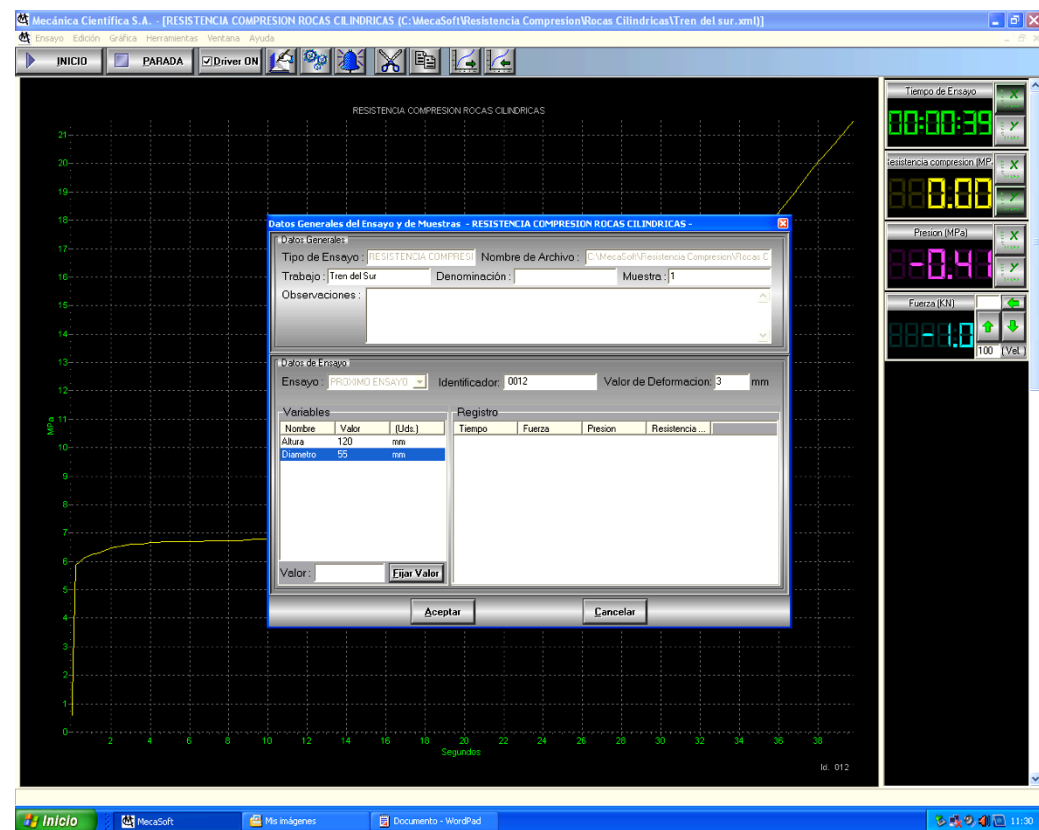 Mecánica Científica S.A. - [RESISTENCIA COMPRESION ROCAS CILINDRICAS (C:\MecaSoft\Resistencia Compresion\Rocas Cilindricas\Tren del sur.xml)]
Ensayo Edición Gráfica Herramientas Ventana Ayuda
INICIO PARADA Driver ON
RESISTENCIA COMPRESION ROCAS CILINDRICAS
21
20
19
18
17
16
15
14
13
12
11
10
9
8
7
6
5
4
3
2
1
0
MPa
2 4 6 8 10 12 14 16 18 20 22 24 26 28 30 32 34 36 38
Segundos
Id. 012
Datos Generales del Ensayo y de Muestras - RESISTENCIA COMPRESION ROCAS CILINDRICAS -
Datos Generales
Tipo de Ensayo : RESISTENCIA COMPRESI Nombre de Archivo : C:\MecaSoft\Resistencia Compresion\Rocas C
Trabajo : Tren del Sur Denominación : Muestra : 1
Observaciones :
Datos de Ensayo
Ensayo : PROXIMO ENSAYO Identificador: 0012 Valor de Deformacion: 3 mm
Variables
Nombre Valor (Uds.)
Altura 120 mm
Diametro 55 mm
Valor : Fijar Valor
Registro
Tiempo Fuerza Presion Resistencia ...
Aceptar Cancelar
Tiempo de Ensayo
00:00:39
X
Y
esistencia compresion (MP
0.00
X
Y
Presion (MPa)
-0.41
X
Y
Fuerza (KN)
-1.0
100 (Vel.)
Inicio MecaSoft Mis imágenes Documento - WordPad 11:30